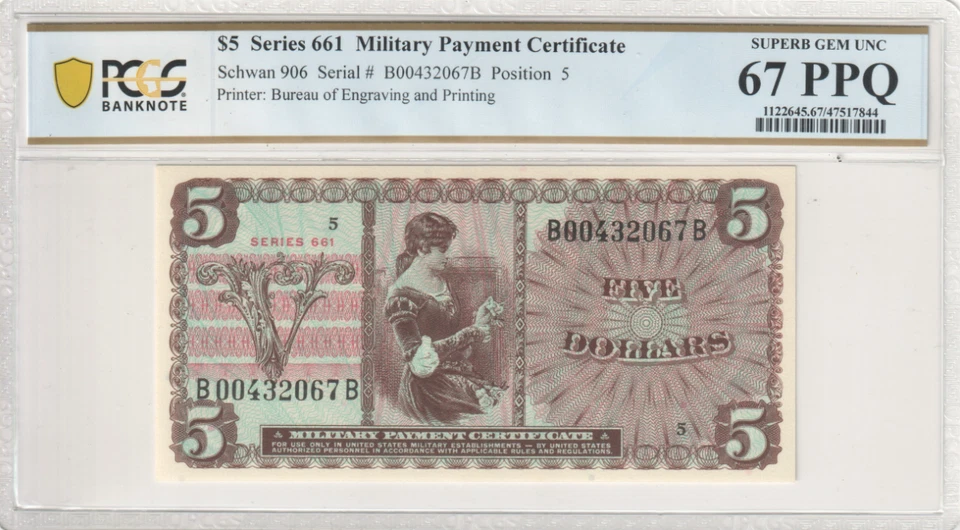 $5 Series 661 Military Payment Certificate
Schwan 906 Serial # B00432067B Position 5
Printer: Bureau of Engraving and Printing
PCGS
BANKNOTE
SUPERB GEM UNC
67 PPQ
1122645.67/47517844
5
5
5
SERIES 661
2
B00432067B
FIVE
DOLLARS
B00432067B
5
5
5
MILITARY PAYMENT CERTIFICATE
FOR USE ONLY IN UNITED STATES MILITARY ESTABLISHMENTS — BY UNITED STATES
AUTHORIZED PERSONNEL IN ACCORDANCE WITH APPLICABLE RULES AND REGULATIONS.